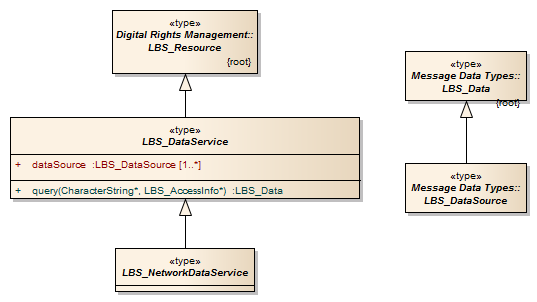 «type»
Digital Rights Management::
LBS_Resource
{root}
«type»
LBS_DataService
+ dataSource :LBS_DataSource [1..*]
+ query(CharacterString*, LBS_AccessInfo*) :LBS_Data
«type»
LBS_NetworkDataService
«type»
Message Data Types::
LBS_Data
{root}
«type»
Message Data Types::
LBS_DataSource